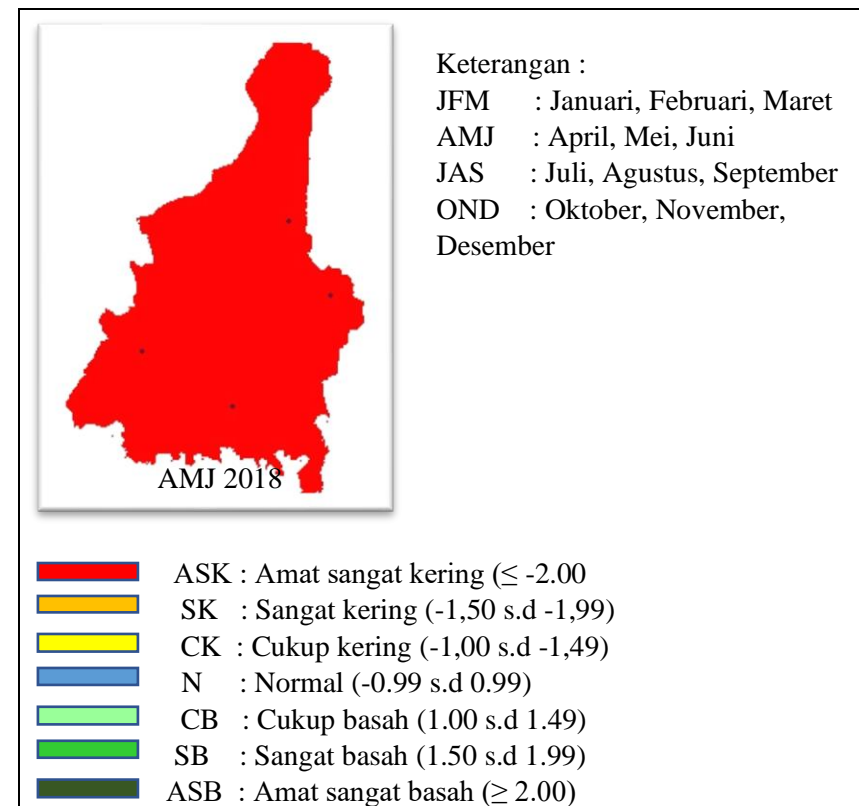 Keterangan :
JFM : Januari, Februari, Maret
AMJ : April, Mei, Juni
JAS : Juli, Agustus, September
OND : Oktober, November,
Desember
AMJ 2018
ASK : Amat sangat kering (≤ -2.00
SK : Sangat kering (-1,50 s.d -1,99)
CK : Cukup kering (-1,00 s.d -1,49)
N : Normal (-0.99 s.d 0.99)
CB : Cukup basah (1.00 s.d 1.49)
SB : Sangat basah (1.50 s.d 1.99)
ASB : Amat sangat basah (≥ 2.00)